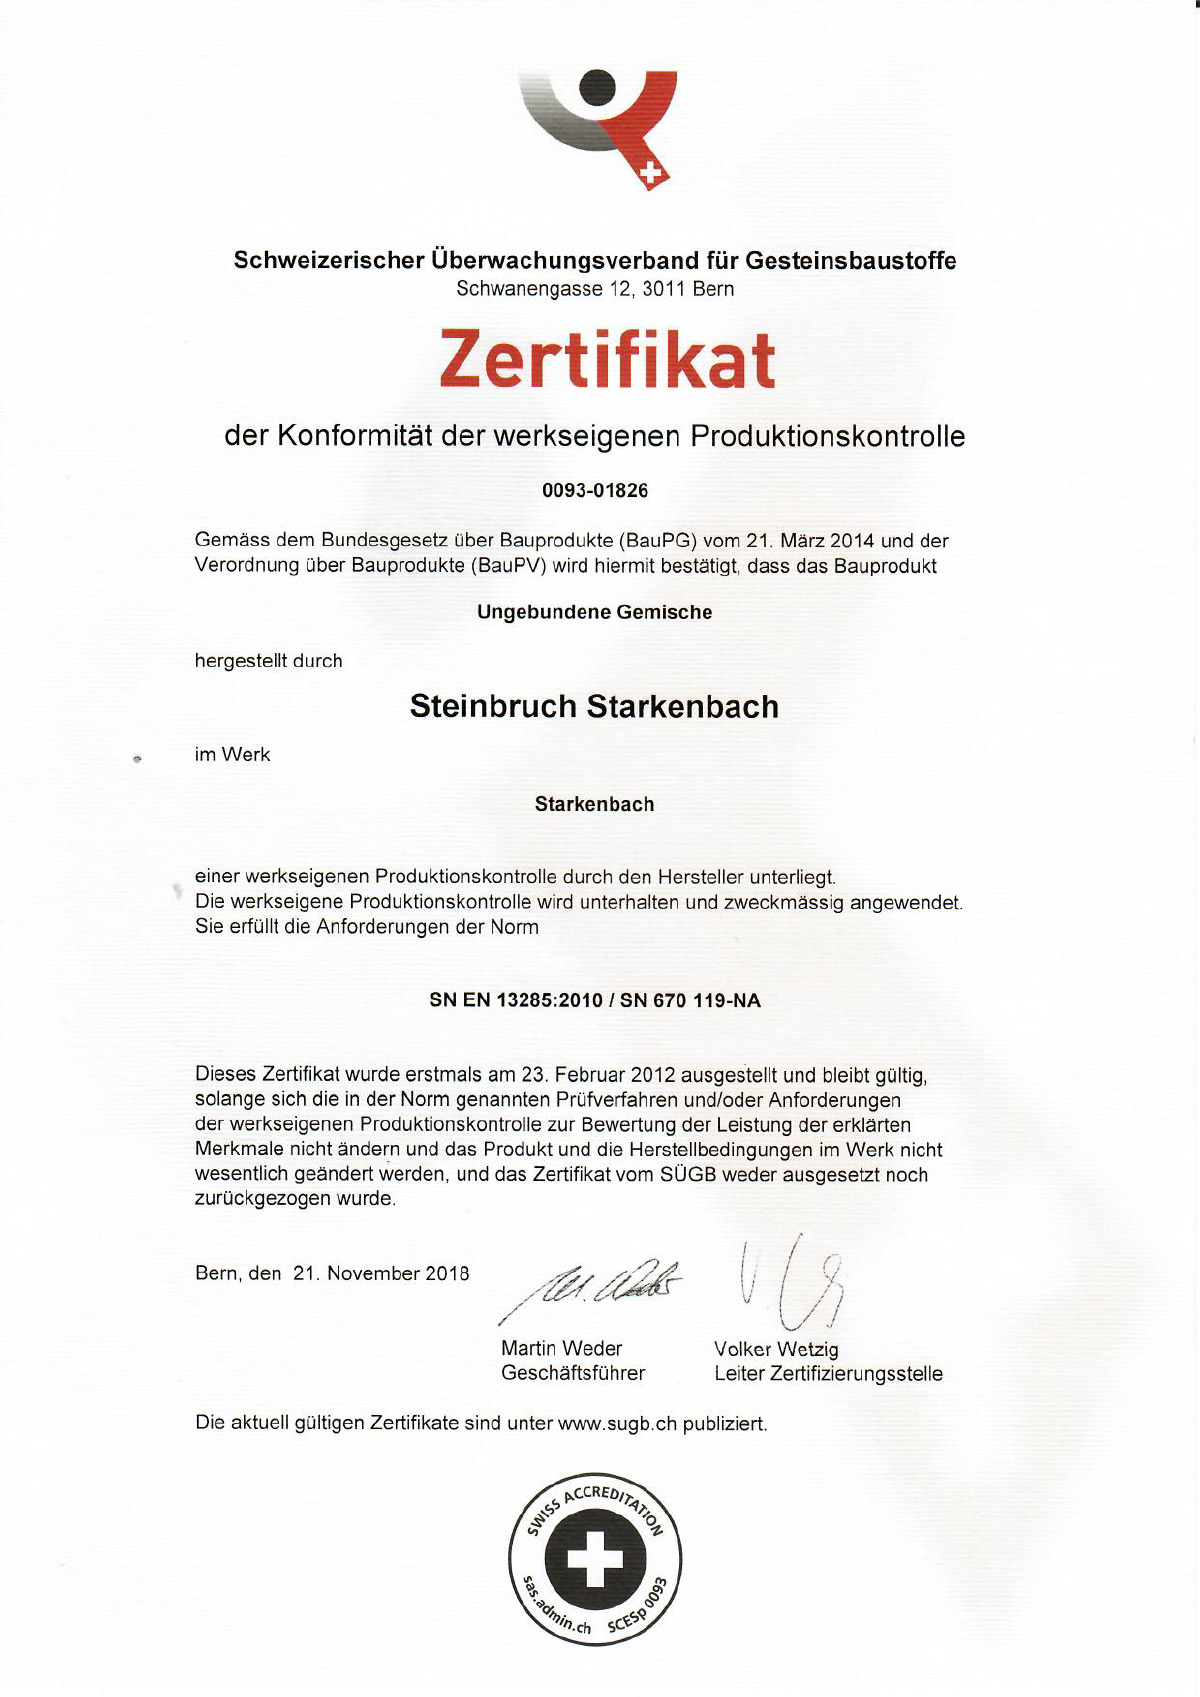 Schweizerischer Überwachungsverband für Gesteinsbaustoffe
Schwanengasse 12, 3011 Bern
Zertifikat
der Konformität der werkseigenen Produktionskontrolle
0093-01826
Gemäss dem Bundesgesetz über Bauprodukte (BauPG) vom 21. März 2014 und der
Verordnung über Bauprodukte (BauPV) wird hiermit bestätigt, dass das Bauprodukt
Ungebundene Gemische
hergestellt durch
Steinbruch Starkenbach
im Werk
Starkenbach
einer werkseigenen Produktionskontrolle durch den Hersteller unterliegt.
Die werkseigene Produktionskontrolle wird unterhalten und zweckmässig angewendet.
Sie erfüllt die Anforderungen der Norm
SN EN 13285:2010 / SN 670 119-NA
Dieses Zertifikat wurde erstmals am 23. Februar 2012 ausgestellt und bleibt gültig,
solange sich die in der Norm genannten Prüfverfahren und/oder Anforderungen
der werkseigenen Produktionskontrolle zur Bewertung der Leistung der erklärten
Merkmale nicht ändern und das Produkt und die Herstellbedingungen im Werk nicht
wesentlich geändert werden, und das Zertifikat vom SÜGB weder ausgesetzt noch
zurückgezogen wurde.
Bern, den 21. November 2018
M. Weder
Martin Weder
Geschäftsführer
Volker Wetzig
Leiter Zertifizierungsstelle
Die aktuell gültigen Zertifikate sind unter www.sugb.ch publiziert.
SWISS ACCREDITATION
sas.admin.ch SCESp 0093